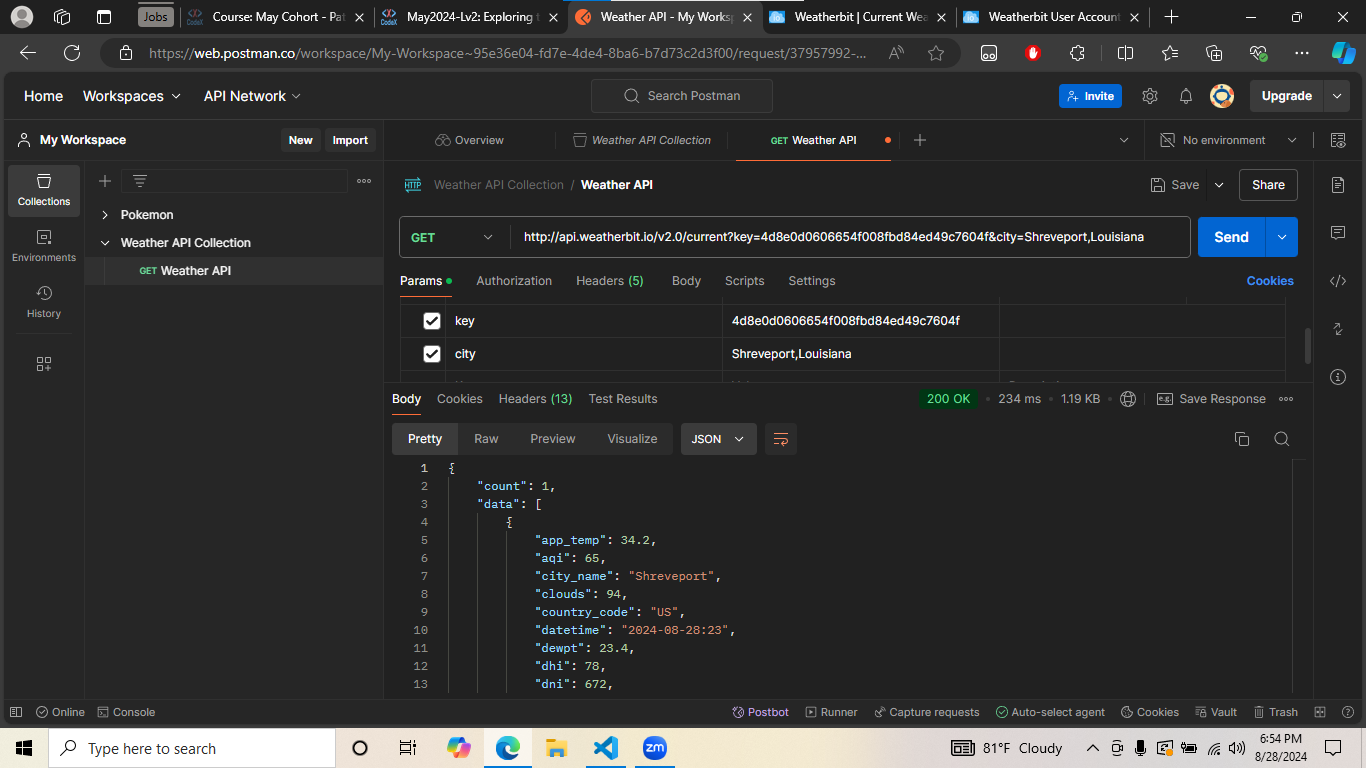 Jobs
Course: May Cohort - Pat
May2024-Lv2: Exploring t
Weather API - My Works
Weatherbit | Current Wea
Weatherbit User Account
https://web.postman.co/workspace/My-Workspace~95e36e04-fd7e-4de4-8ba6-b7d73c2d3f00/request/37957992-...
Home Workspaces API Network
Search Postman
Invite
Upgrade
My Workspace New Import
Overview Weather API Collection GET Weather API
No environment
Collections
Environments
History
Pokemon
Weather API Collection
GET Weather API
HTTP Weather API Collection / Weather API
Save Share
GET http://api.weatherbit.io/v2.0/current?key=4d8e0d0606654f008fbd84ed49c7604f&city=Shreveport,Louisiana
Send
Params Authorization Headers (5) Body Scripts Settings Cookies
key 4d8e0d0606654f008fbd84ed49c7604f
city Shreveport,Louisiana
Body Cookies Headers (13) Test Results 200 OK 234 ms 1.19 KB e.g. Save Response
Pretty Raw Preview Visualize JSON
1 {
2 "count": 1,
3 "data": [
4 {
5 "app_temp": 34.2,
6 "aqi": 65,
7 "city_name": "Shreveport",
8 "clouds": 94,
9 "country_code": "US",
10 "datetime": "2024-08-28:23",
11 "dewpt": 23.4,
12 "dhi": 78,
13 "dni": 672,
Online Console Postbot Runner Capture requests Auto-select agent Cookies Vault Trash
Type here to search
zm
81°F Cloudy
6:54 PM
8/28/2024